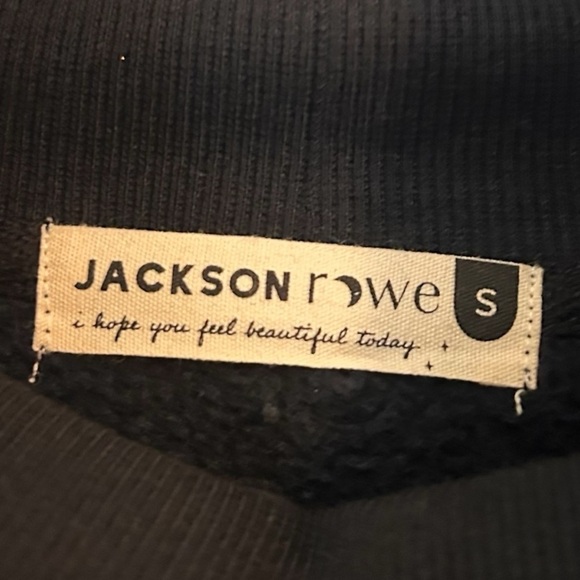 JACKSON rowe S
i hope you feel beautiful today